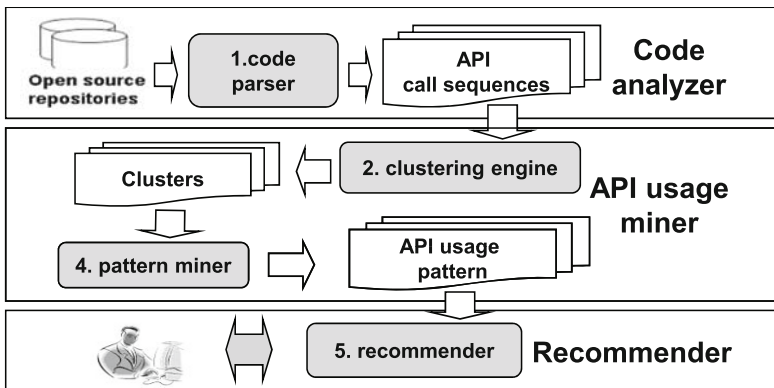 Open source
repositories
1.code
parser
API
call sequences
Code
analyzer
Clusters
2. clustering engine
API usage
miner
4. pattern miner
API usage
pattern
5. recommender
Recommender